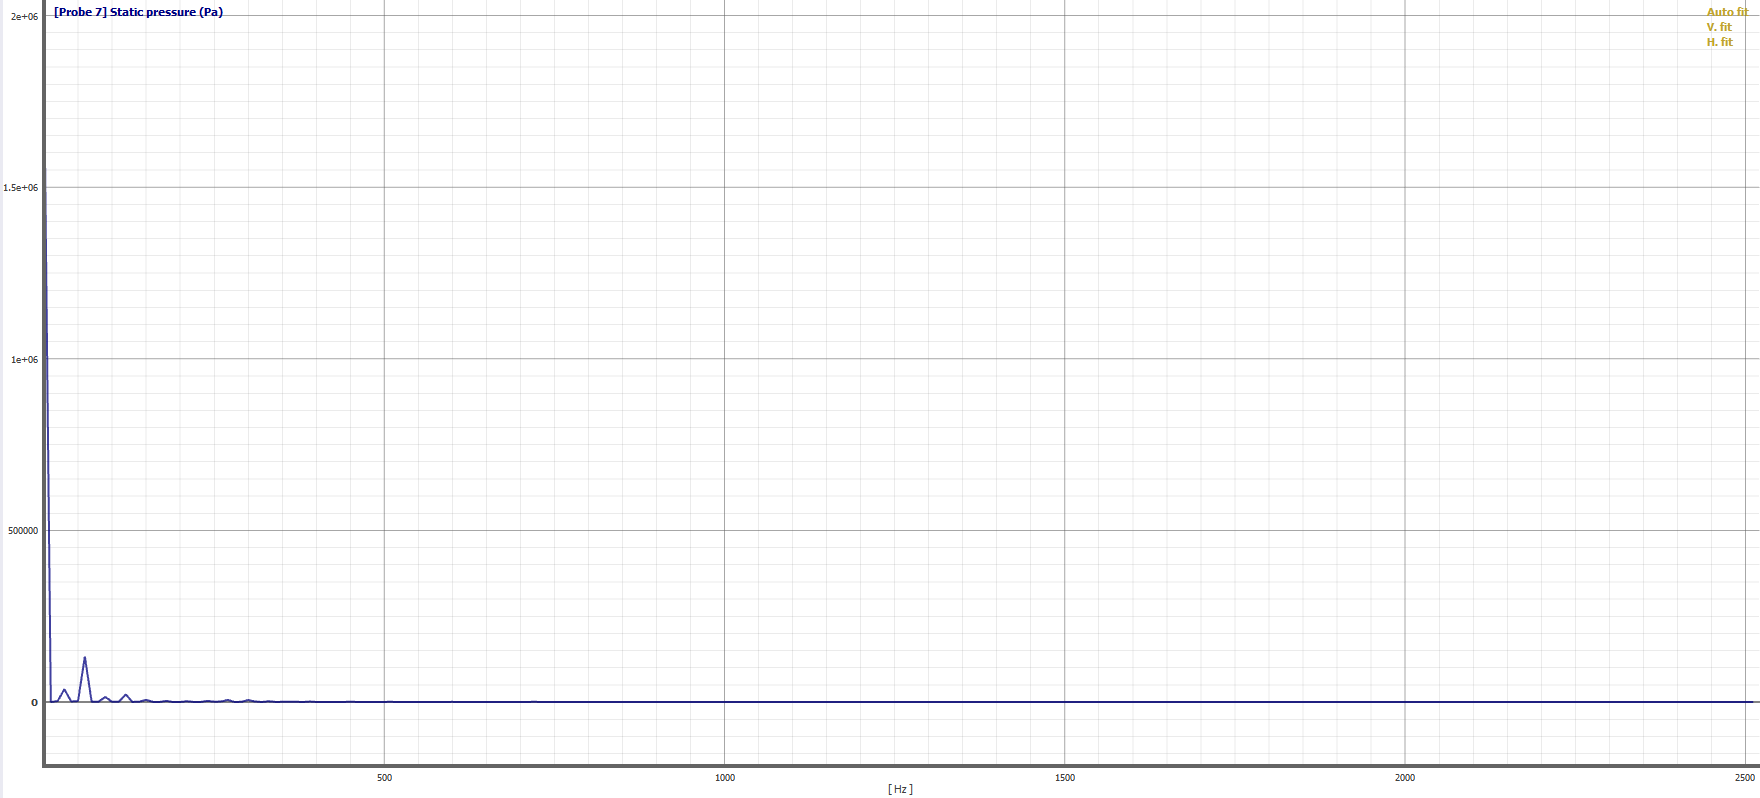 [Probe 7] Static pressure (Pa)
Auto fit
V. fit
H. fit
2e+06
1.5e+06
1e+06
500000
0
500 1000 1500 2000 2500
[ Hz ]